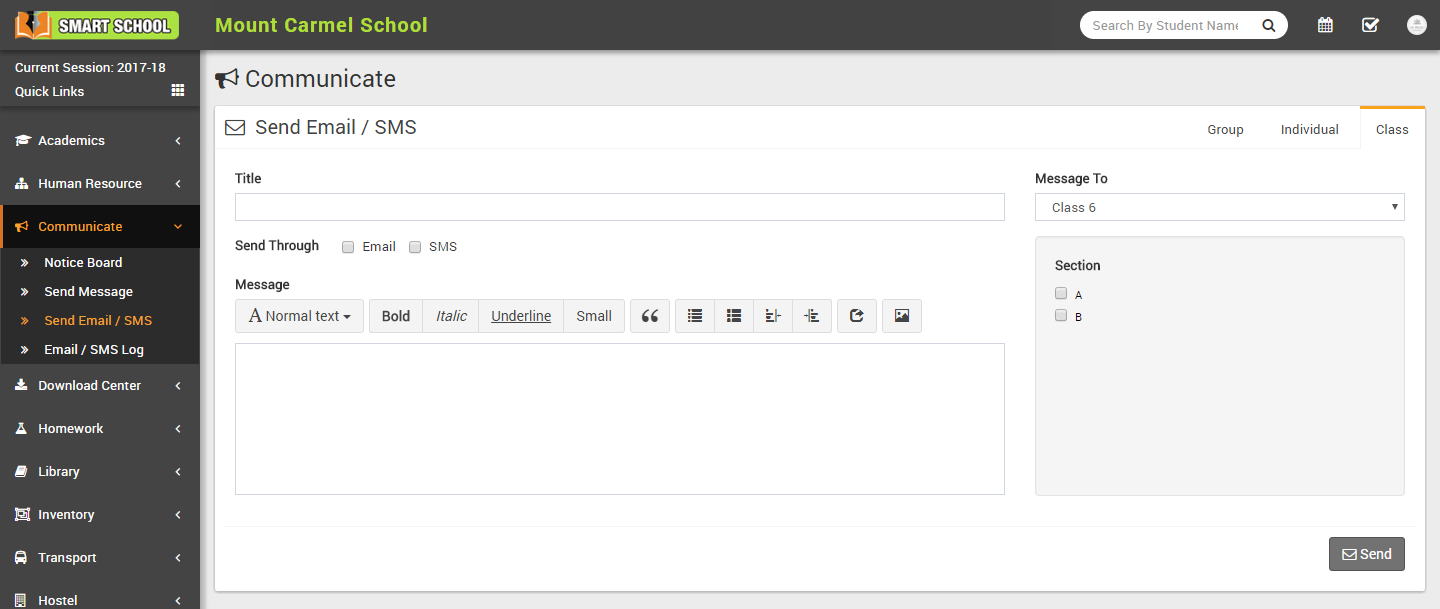 SMART SCHOOL
Mount Carmel School
Search By Student Name
Current Session: 2017-18
Quick Links
Academics
Human Resource
Communicate
Notice Board
Send Message
Send Email / SMS
Email / SMS Log
Download Center
Homework
Library
Inventory
Transport
Hostel
Communicate
Send Email / SMS
Group Individual Class
Title
Send Through Email SMS
Message
A Normal text Bold Italic Underline Small
Message To
Class 6
Section
A
B
Send